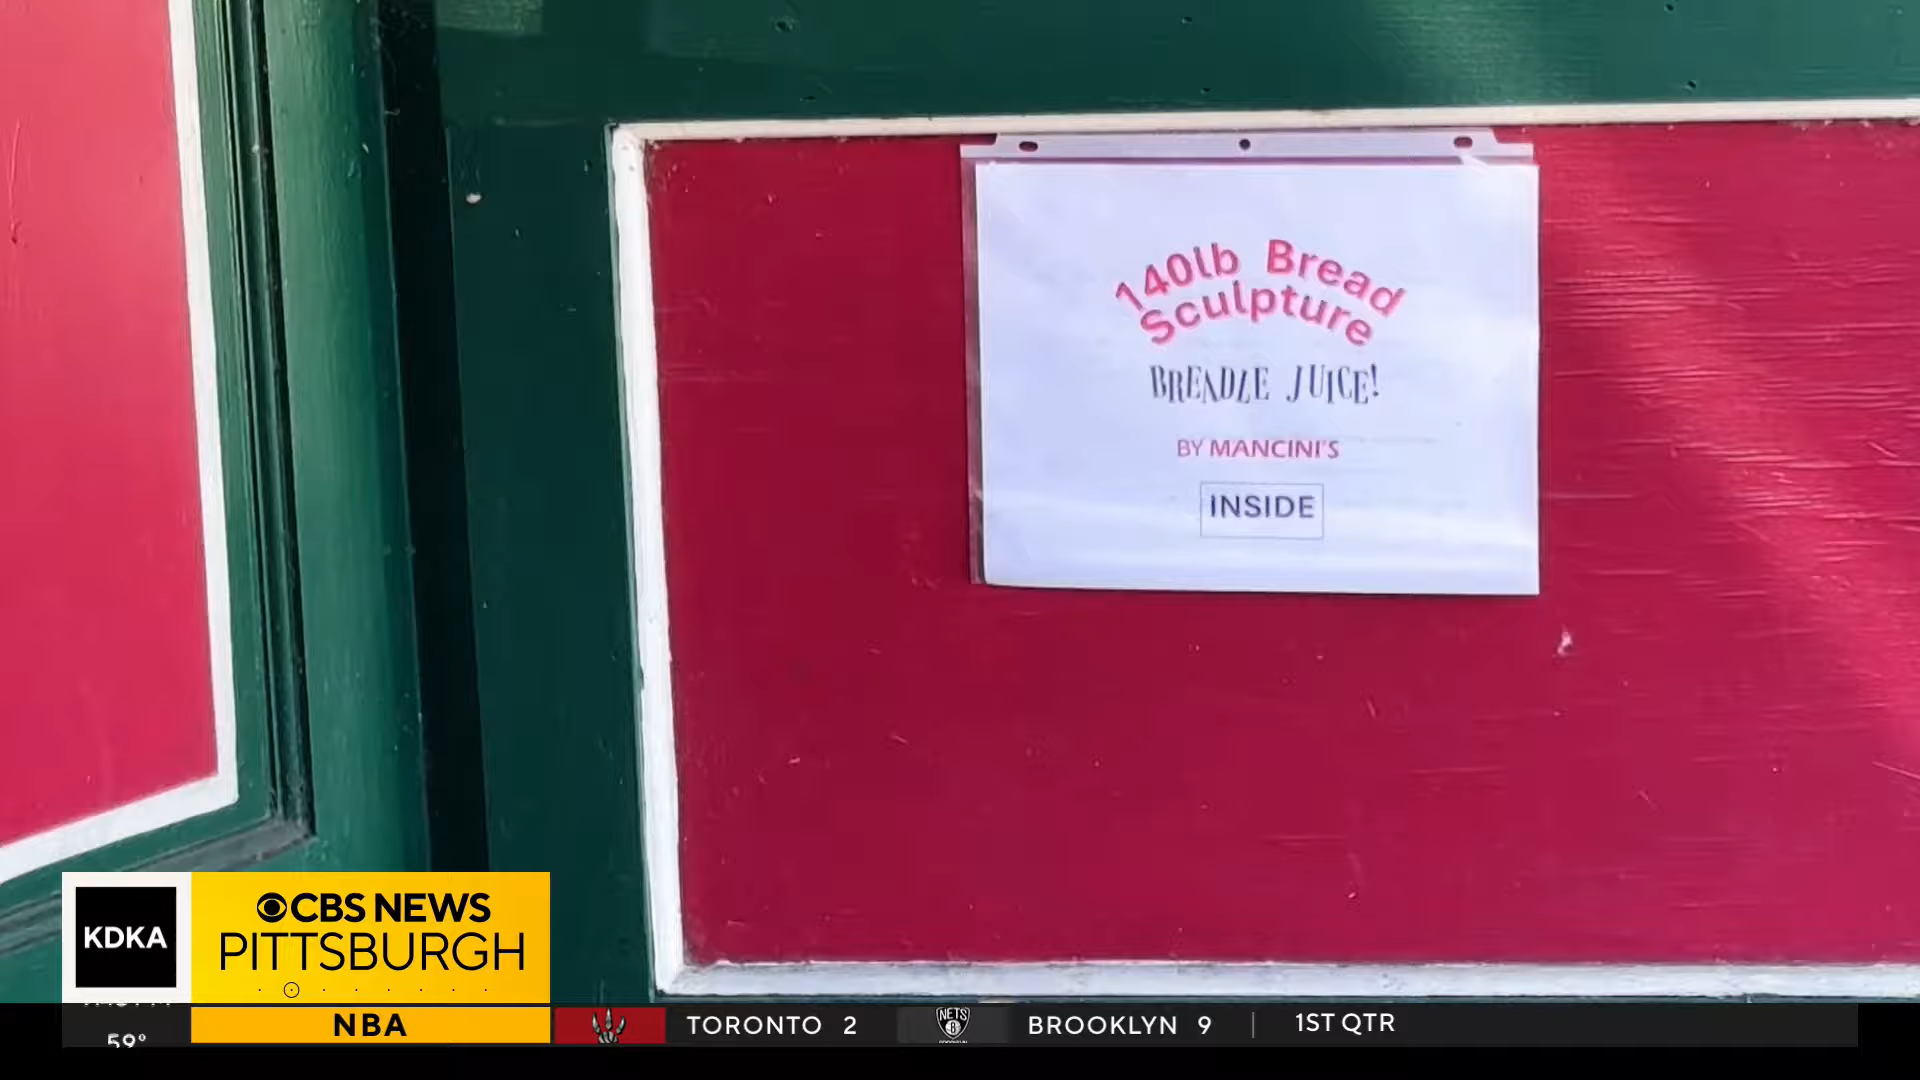 140lb Bread
Sculpture
BREADLE JUICE!
BY MANCINI'S
INSIDE
KDKA
CBS NEWS
PITTSBURGH
59°
NBA
TORONTO 2
NETS
BROOKLYN 9
1ST QTR